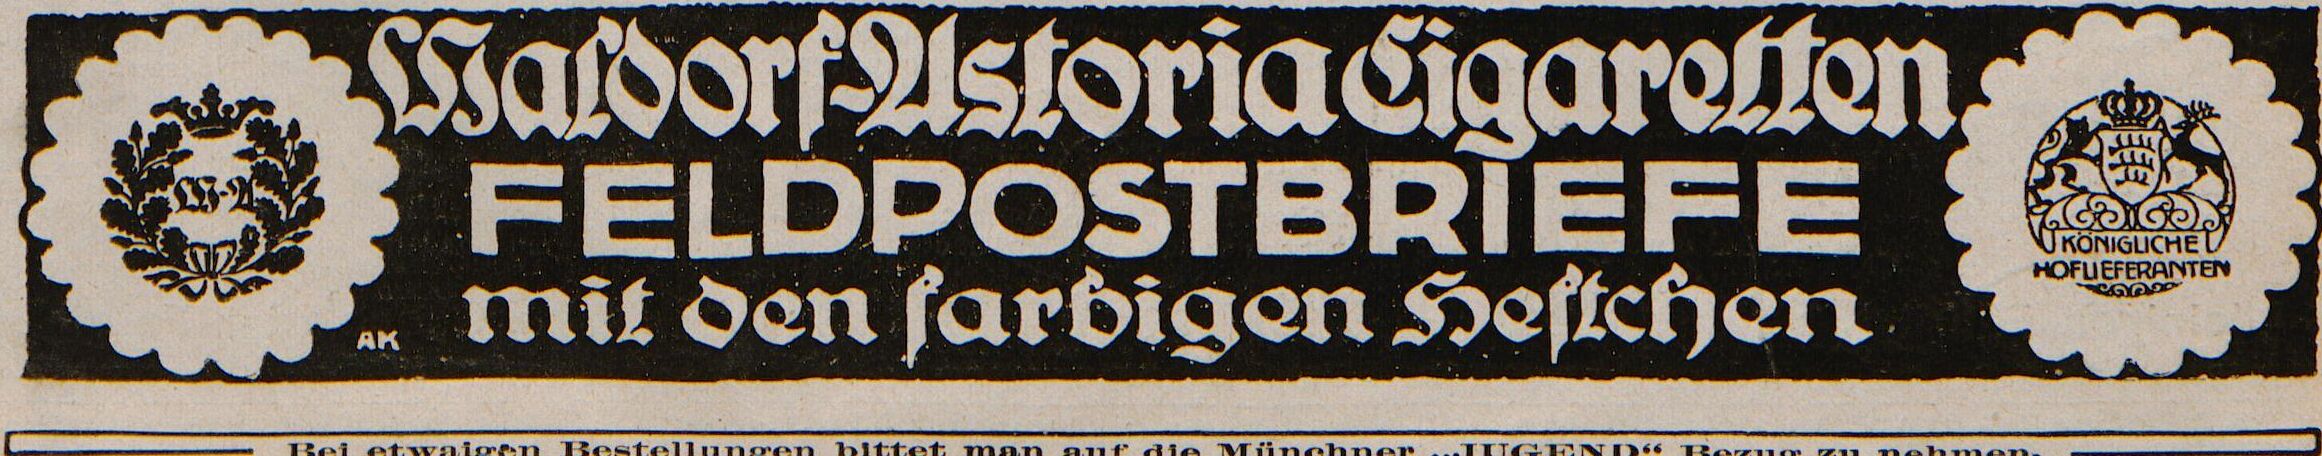 Waldorf-Astoria Cigaretten
FELDPOSTBRIEFE
mit den farbigen Heftchen
W-A
AK
KÖNIGLICHE
HOFLIEFERANTEN
Bei etwaigen Bestellungen bittet man auf die Münchner „JUGEND“ Bezug zu nehmen.